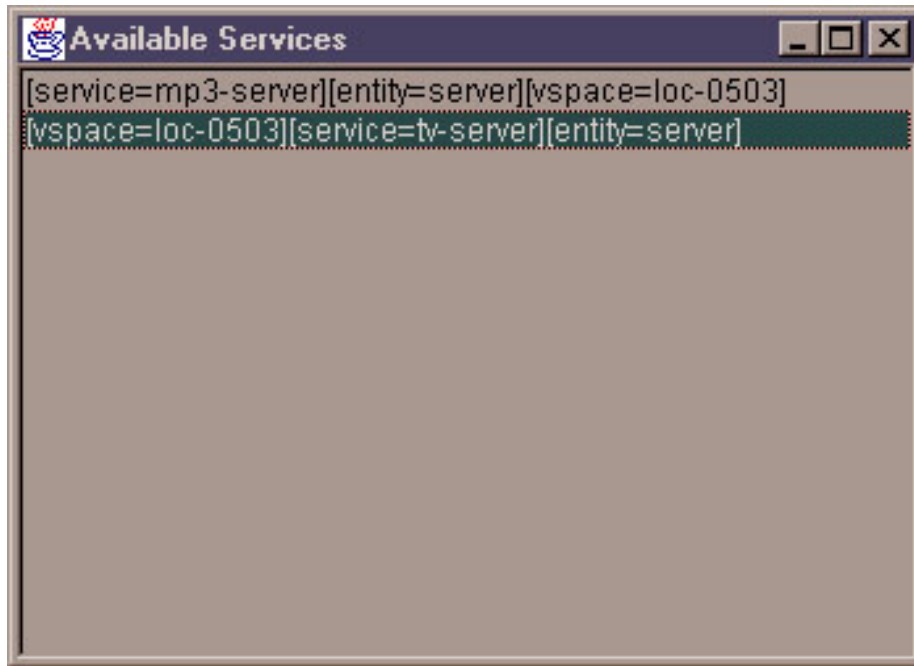 Available Services
[service=mp3-server][entity=server][vspace=loc-0503]
[vspace=loc-0503][service=tv-server][entity=server]